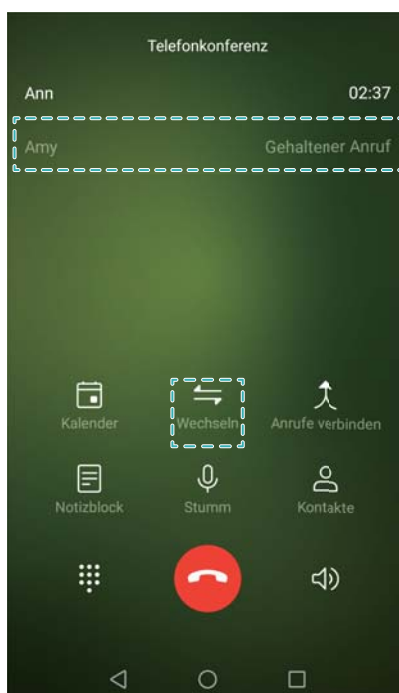 Telefonkonferenz
Ann 02:37
Amy Gehaltener Anruf
Kalender Wechseln Anrufe verbinden
Notizblock Stumm Kontakte